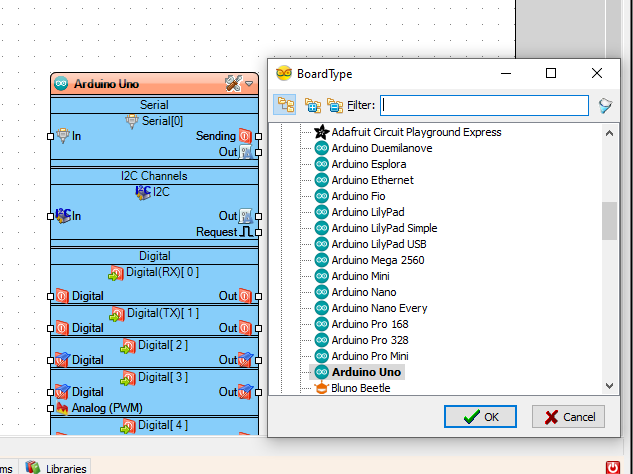 Arduino Uno
Serial
Serial[0]
In
Sending
Out
I2C Channels
I2C
In
Out
Request
Digital
Digital(RX)[ 0 ]
Digital
Out
Digital(TX)[ 1 ]
Digital
Out
Digital[ 2 ]
Digital
Out
Digital[ 3 ]
Digital
Out
Analog (PWM)
Digital[ 4 ]
BoardType
Filter:
Adafruit Circuit Playground Express
Arduino Duemilanove
Arduino Esplora
Arduino Ethernet
Arduino Fio
Arduino LilyPad
Arduino LilyPad Simple
Arduino LilyPad USB
Arduino Mega 2560
Arduino Mini
Arduino Nano
Arduino Nano Every
Arduino Pro 168
Arduino Pro 328
Arduino Pro Mini
Arduino Uno
Bluno Beetle
OK
Cancel
ms
Libraries